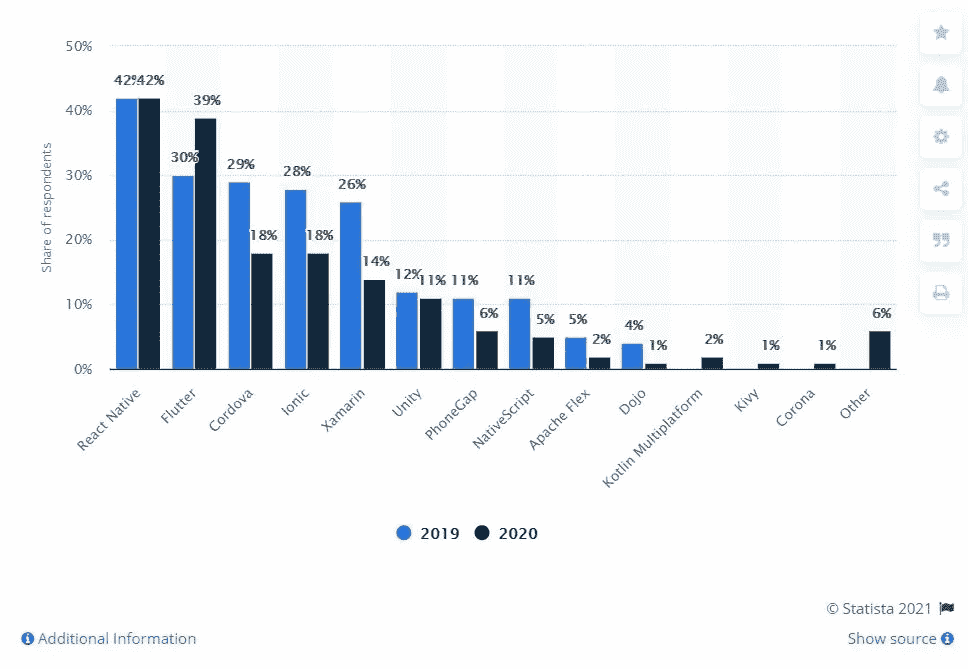 50%
40%
30%
20%
10%
0%
Share of respondents
42% 42%
30% 39%
29% 18%
28% 18%
26% 14%
12% 11%
11% 6%
11% 5%
5% 2%
4% 1%
2%
1%
1%
6%
React Native
Flutter
Cordova
Ionic
Xamarin
Unity
PhoneGap
NativeScript
Apache Flex
Dojo
Kotlin Multiplatform
Kivy
Corona
Other
2019 2020
© Statista 2021
Additional Information
Show source